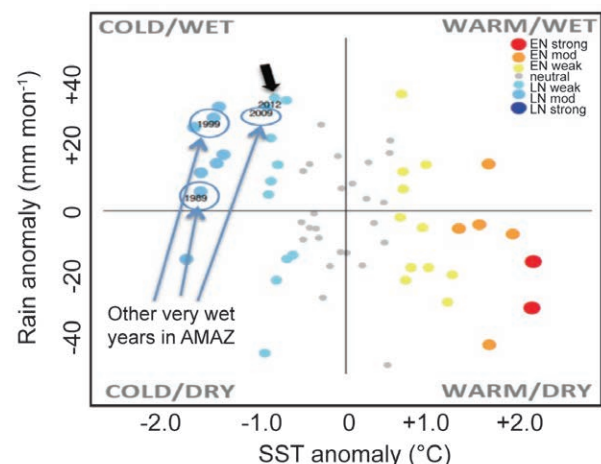 COLD/WET
WARM/WET
EN strong
EN mod
EN weak
neutral
LN weak
LN mod
LN strong
2012
2009
1999
1989
Other very wet
years in AMAZ
Rain anomaly (mm mon⁻¹)
+40
+20
0
-20
-40
COLD/DRY
WARM/DRY
-2.0
-1.0
0
+1.0
+2.0
SST anomaly (°C)